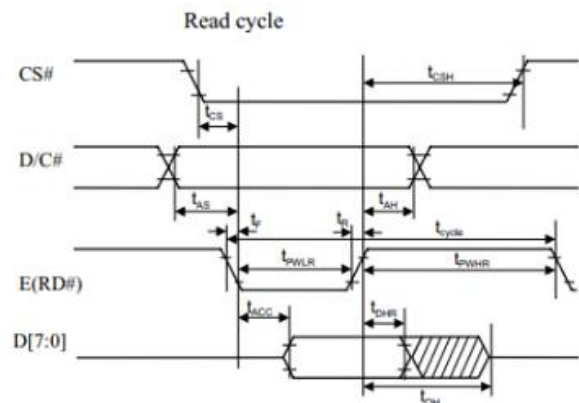 Read cycle
CS#
tCSH
tCS
D/C#
tAS
tAH
tF
tR
tcycle
tPWLR
tPWHR
E(RD#)
tACC
tDHR
D[7:0]
tOH